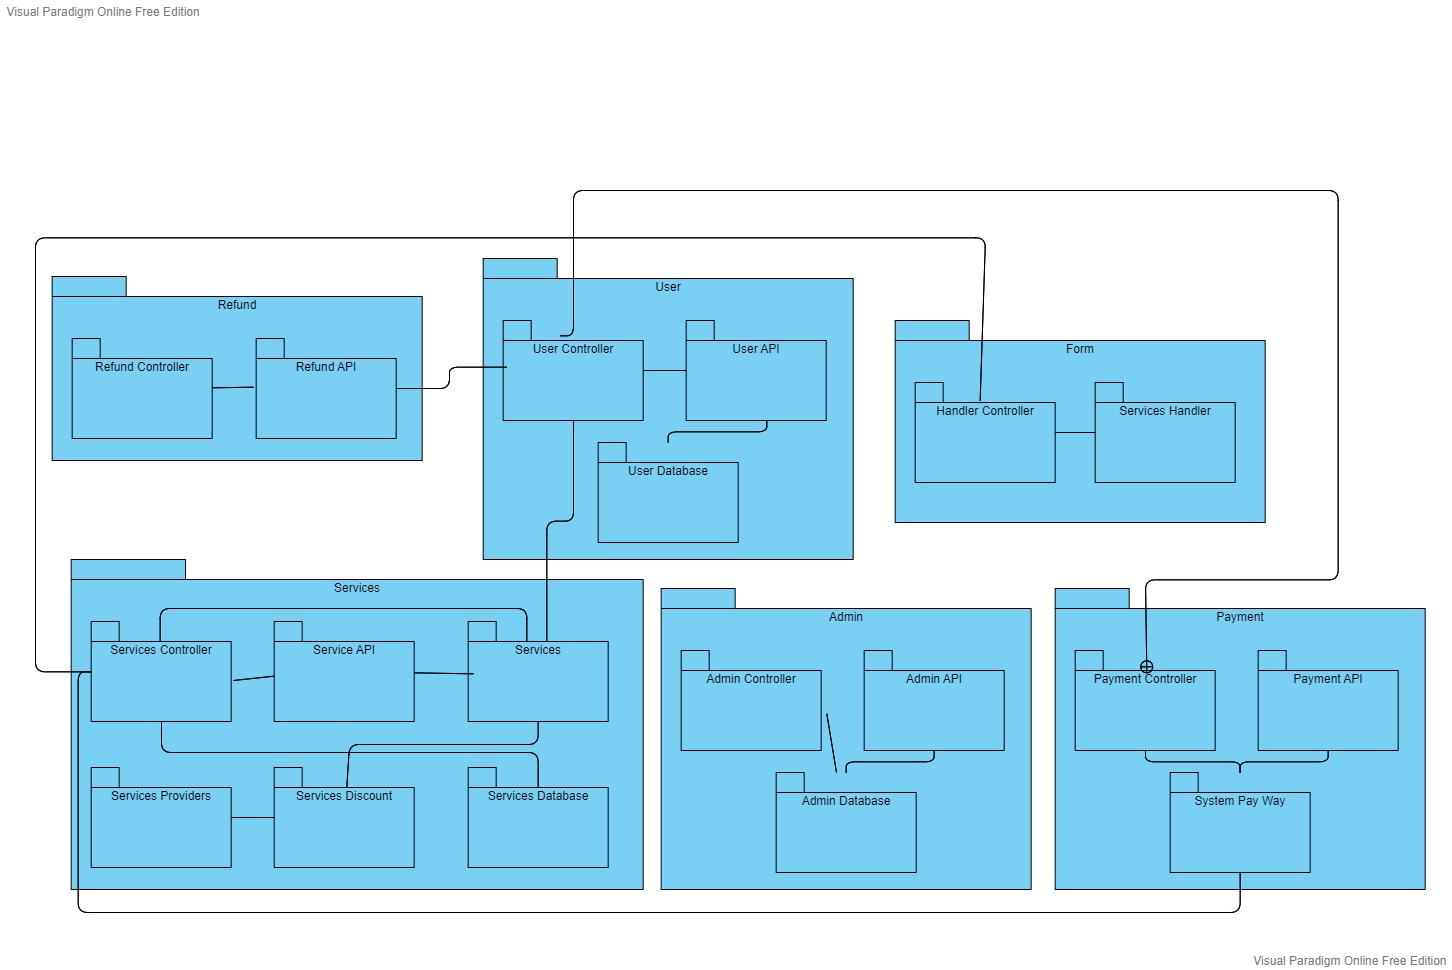 Visual Paradigm Online Free Edition
Refund
Refund Controller
Refund API
User
User Controller
User API
User Database
Form
Handler Controller
Services Handler
Services
Services Controller
Service API
Services
Services Providers
Services Discount
Services Database
Admin
Admin Controller
Admin API
Admin Database
Payment
Payment Controller
Payment API
System Pay Way
Visual Paradigm Online Free Edition